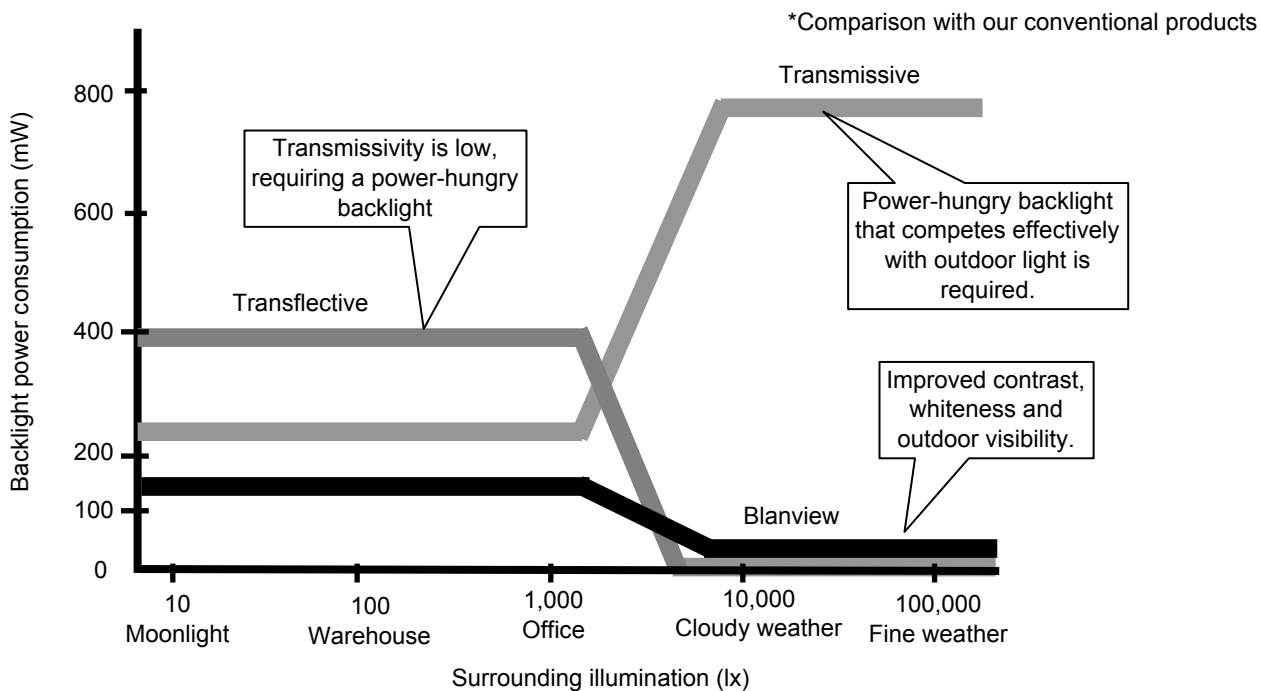 *Comparison with our conventional products
Transmissive
800
Transmissivity is low,
requiring a power-hungry
backlight
Power-hungry backlight
that competes effectively
with outdoor light is
required.
600
Backlight power consumption (mW)
Transflective
400
Improved contrast,
whiteness and
outdoor visibility.
200
100
Blanview
0
10
Moonlight
100
Warehouse
1,000
Office
10,000
Cloudy weather
100,000
Fine weather
Surrounding illumination (lx)